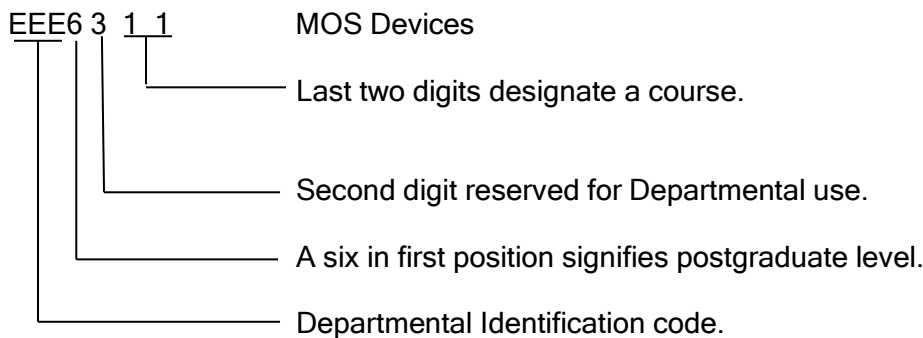 EEE6 3 1 1 MOS Devices
Last two digits designate a course.
Second digit reserved for Departmental use.
A six in first position signifies postgraduate level.
Departmental Identification code.